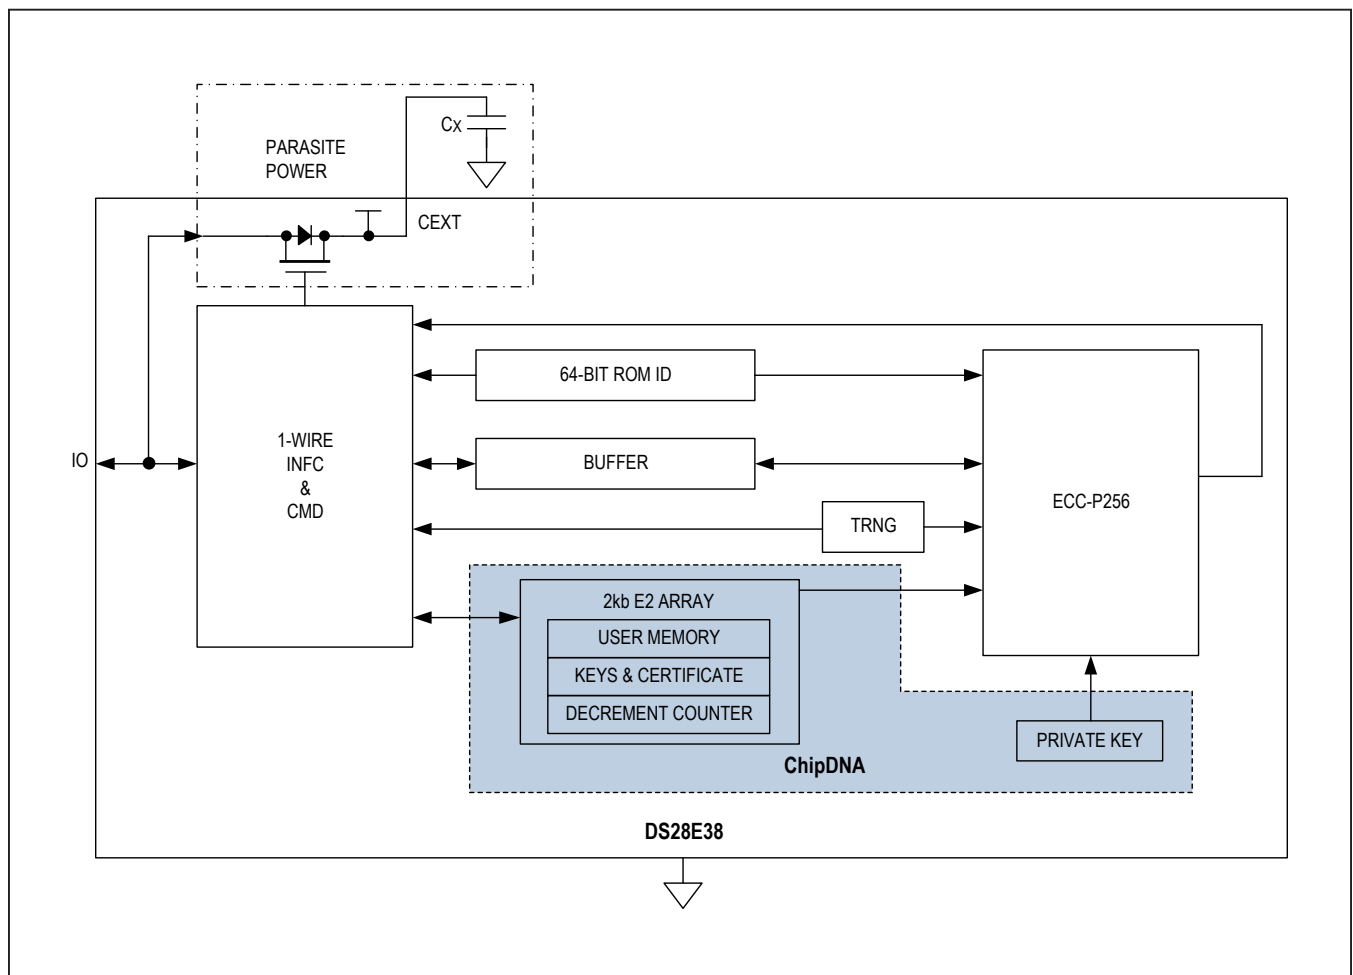 PARASITE
POWER
Cx
CEXT
64-BIT ROM ID
1-WIRE
INFC
&
CMD
IO
BUFFER
ECC-P256
TRNG
2kb E2 ARRAY
USER MEMORY
KEYS & CERTIFICATE
DECREMENT COUNTER
PRIVATE KEY
ChipDNA
DS28E38